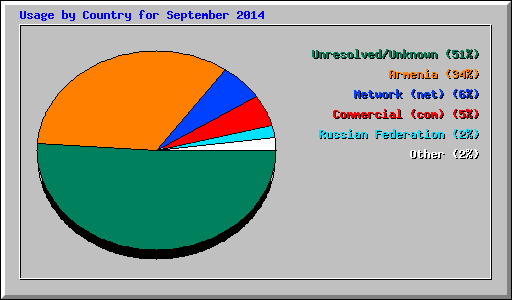 Usage by Country for September 2014
Unresolved/Unknown (51%)
Armenia (34%)
Network (net) (6%)
Commercial (com) (5%)
Russian Federation (2%)
Other (2%)